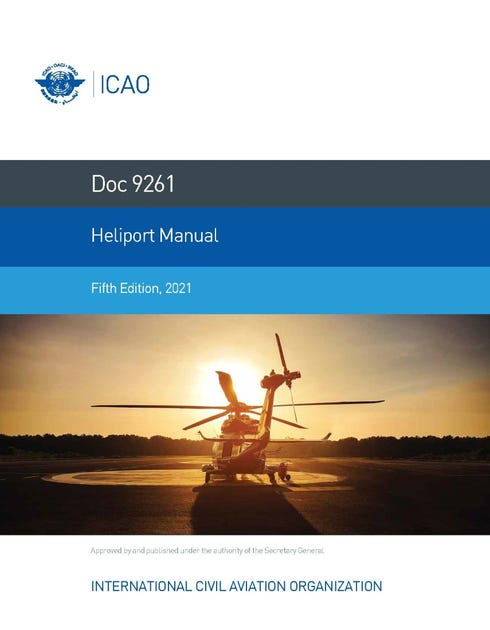 ICAO
Doc 9261
Heliport Manual
Fifth Edition, 2021
Approved by and published under the authority of the Secretary General
INTERNATIONAL CIVIL AVIATION ORGANIZATION